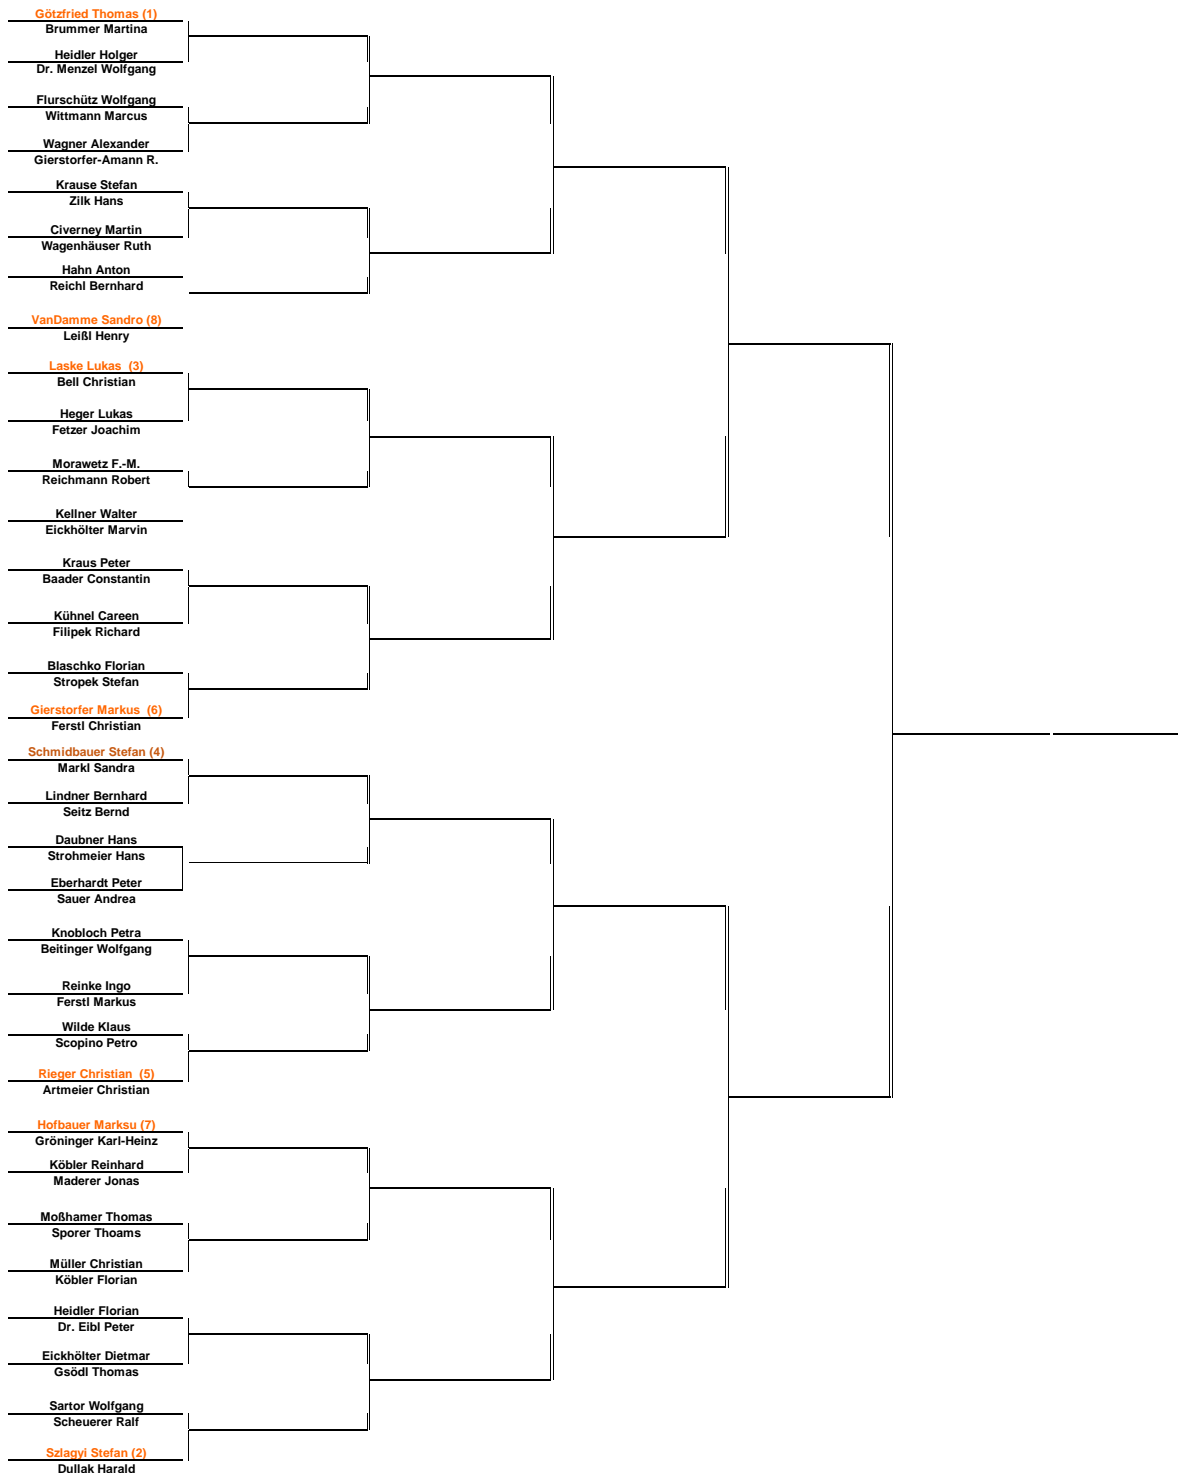 Götzfried Thomas (1)
Brummer Martina
Heidler Holger
Dr. Menzel Wolfgang
Flurschütz Wolfgang
Wittmann Marcus
Wagner Alexander
Gierstorfer-Amann R.
Krause Stefan
Zilk Hans
Civerney Martin
Wagenhäuser Ruth
Hahn Anton
Reichl Bernhard
VanDamme Sandro (8)
Leißl Henry
Laske Lukas  (3)
Bell Christian
Heger Lukas
Fetzer Joachim
Morawetz F.-M.
Reichmann Robert
Kellner Walter
Eickhölter Marvin
Kraus Peter
Baader Constantin
Kühnel Careen
Filipek Richard
Blaschko Florian
Stropek Stefan
Gierstorfer Markus  (6)
Ferstl Christian
Schmidbauer Stefan (4)
Markl Sandra
Lindner Bernhard
Seitz Bernd
Daubner Hans
Strohmeier Hans
Eberhardt Peter
Sauer Andrea
Knobloch Petra
Beitinger Wolfgang
Reinke Ingo
Ferstl Markus
Wilde Klaus
Scopino Petro
Rieger Christian  (5)
Artmeier Christian
Hofbauer Marksu (7)
Gröninger Karl-Heinz
Köbler Reinhard
Maderer Jonas
Moßhamer Thomas
Sporer Thoams
Müller Christian
Köbler Florian
Heidler Florian
Dr. Eibl Peter
Eickhölter Dietmar
Gsödl Thomas
Sartor Wolfgang
Scheuerer Ralf
Szlagyi Stefan (2)
Dullak Harald